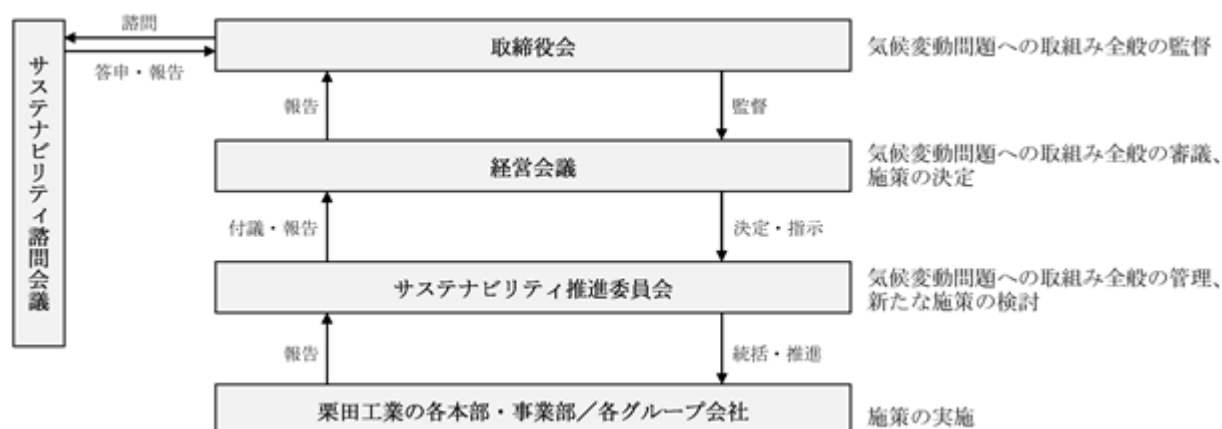 諮問
取締役会
気候変動問題への取組み全般の監督
答申・報告
サステナビリティ諮問会議
報告
監督
経営会議
気候変動問題への取組み全般の審議、
施策の決定
付議・報告
決定・指示
サステナビリティ推進委員会
気候変動問題への取組み全般の管理、
新たな施策の検討
報告
統括・推進
栗田工業の各本部・事業部／各グループ会社
施策の実施